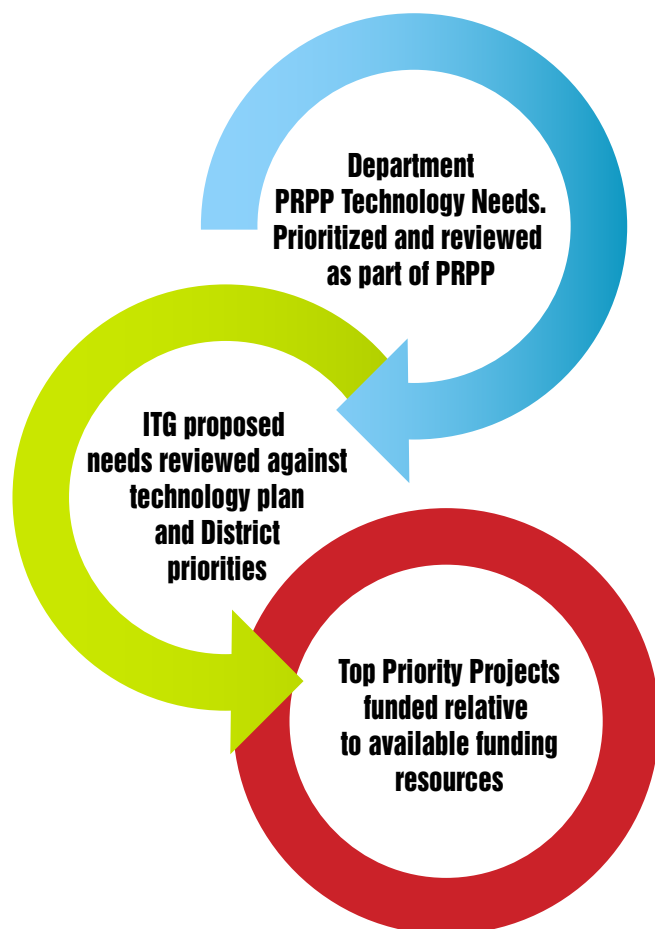 Department
PRPP Technology Needs.
Prioritized and reviewed
as part of PRPP
ITG proposed
needs reviewed against
technology plan
and District
priorities
Top Priority Projects
funded relative
to available funding
resources